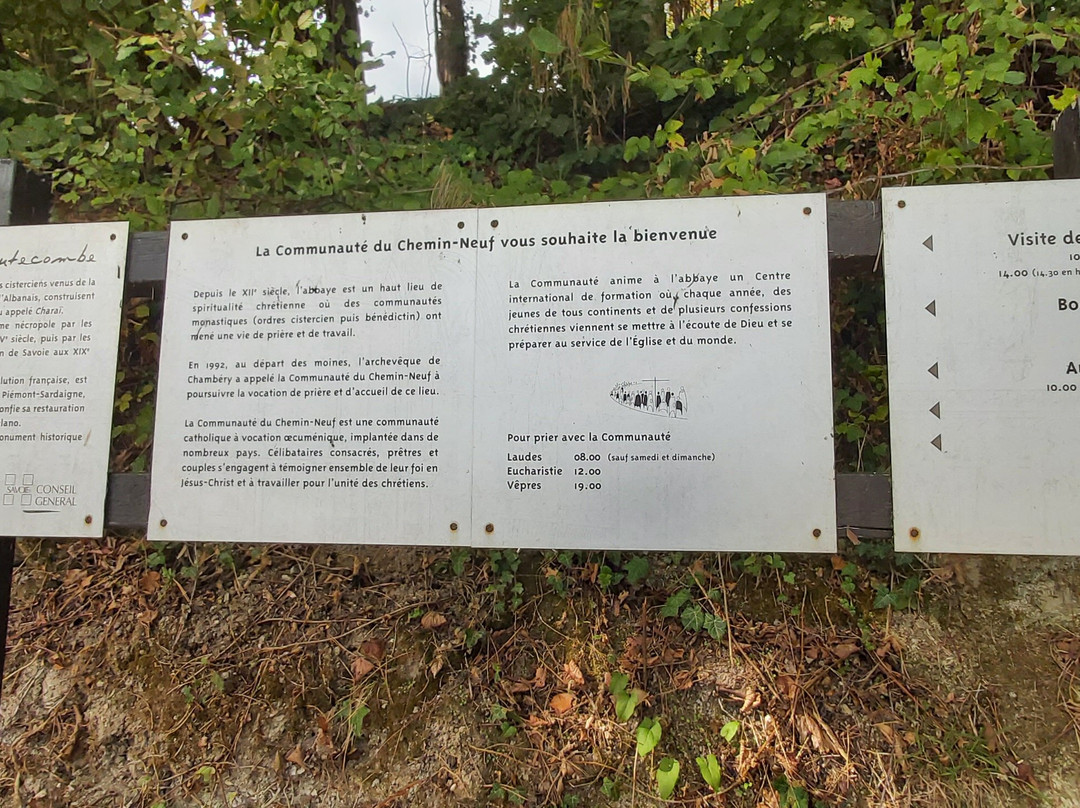 utecombe
s cisterciens venus de la
l'Albanais, construisent
u appelé Charaï.
me nécropole par les
siècle, puis par les
n de Savoie aux XIXᵉ
lution française, est
Piémont-Sardaigne,
onfie sa restauration
lano.
onument historique
SAVOIE
CONSEIL
GENERAL
La Communauté du Chemin-Neuf vous souhaite la bienvenue
Depuis le XIIᵉ siècle, l'abbaye est un haut lieu de
spiritualité chrétienne où des communautés
monastiques (ordres cistercien puis bénédictin) ont
mené une vie de prière et de travail.
En 1992, au départ des moines, l'archevêque de
Chambéry a appelé la Communauté du Chemin-Neuf à
poursuivre la vocation de prière et d'accueil de ce lieu.
La Communauté du Chemin-Neuf est une communauté
catholique à vocation œcuménique, implantée dans de
nombreux pays. Célibataires consacrés, prêtres et
couples s'engagent à témoigner ensemble de leur foi en
Jésus-Christ et à travailler pour l'unité des chrétiens.
La Communauté anime à l'abbaye un Centre
international de formation où, chaque année, des
jeunes de tous continents et de plusieurs confessions
chrétiennes viennent se mettre à l'écoute de Dieu et se
préparer au service de l'Église et du monde.
Pour prier avec la Communauté
Laudes 08.00 (sauf samedi et dimanche)
Eucharistie 12.00
Vêpres 19.00
Visite de
10
14.00 (14.30 en h
Bo
A
10.00